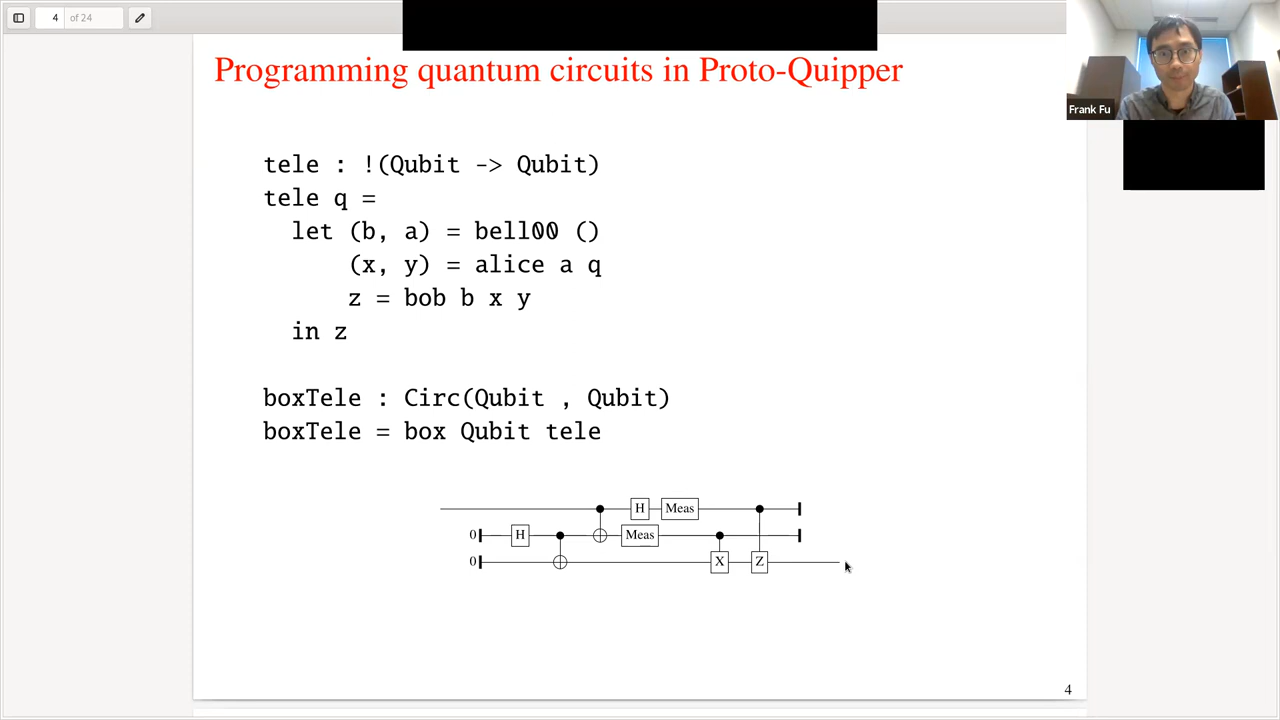 4 of 24
Programming quantum circuits in Proto-Quipper
Frank Fu
tele : !(Qubit -> Qubit)
tele q =
let (b, a) = bell00 ()
(x, y) = alice a q
z = bob b x y
in z
boxTele : Circ(Qubit , Qubit)
boxTele = box Qubit tele
H Meas
0 H Meas
0 X Z
4